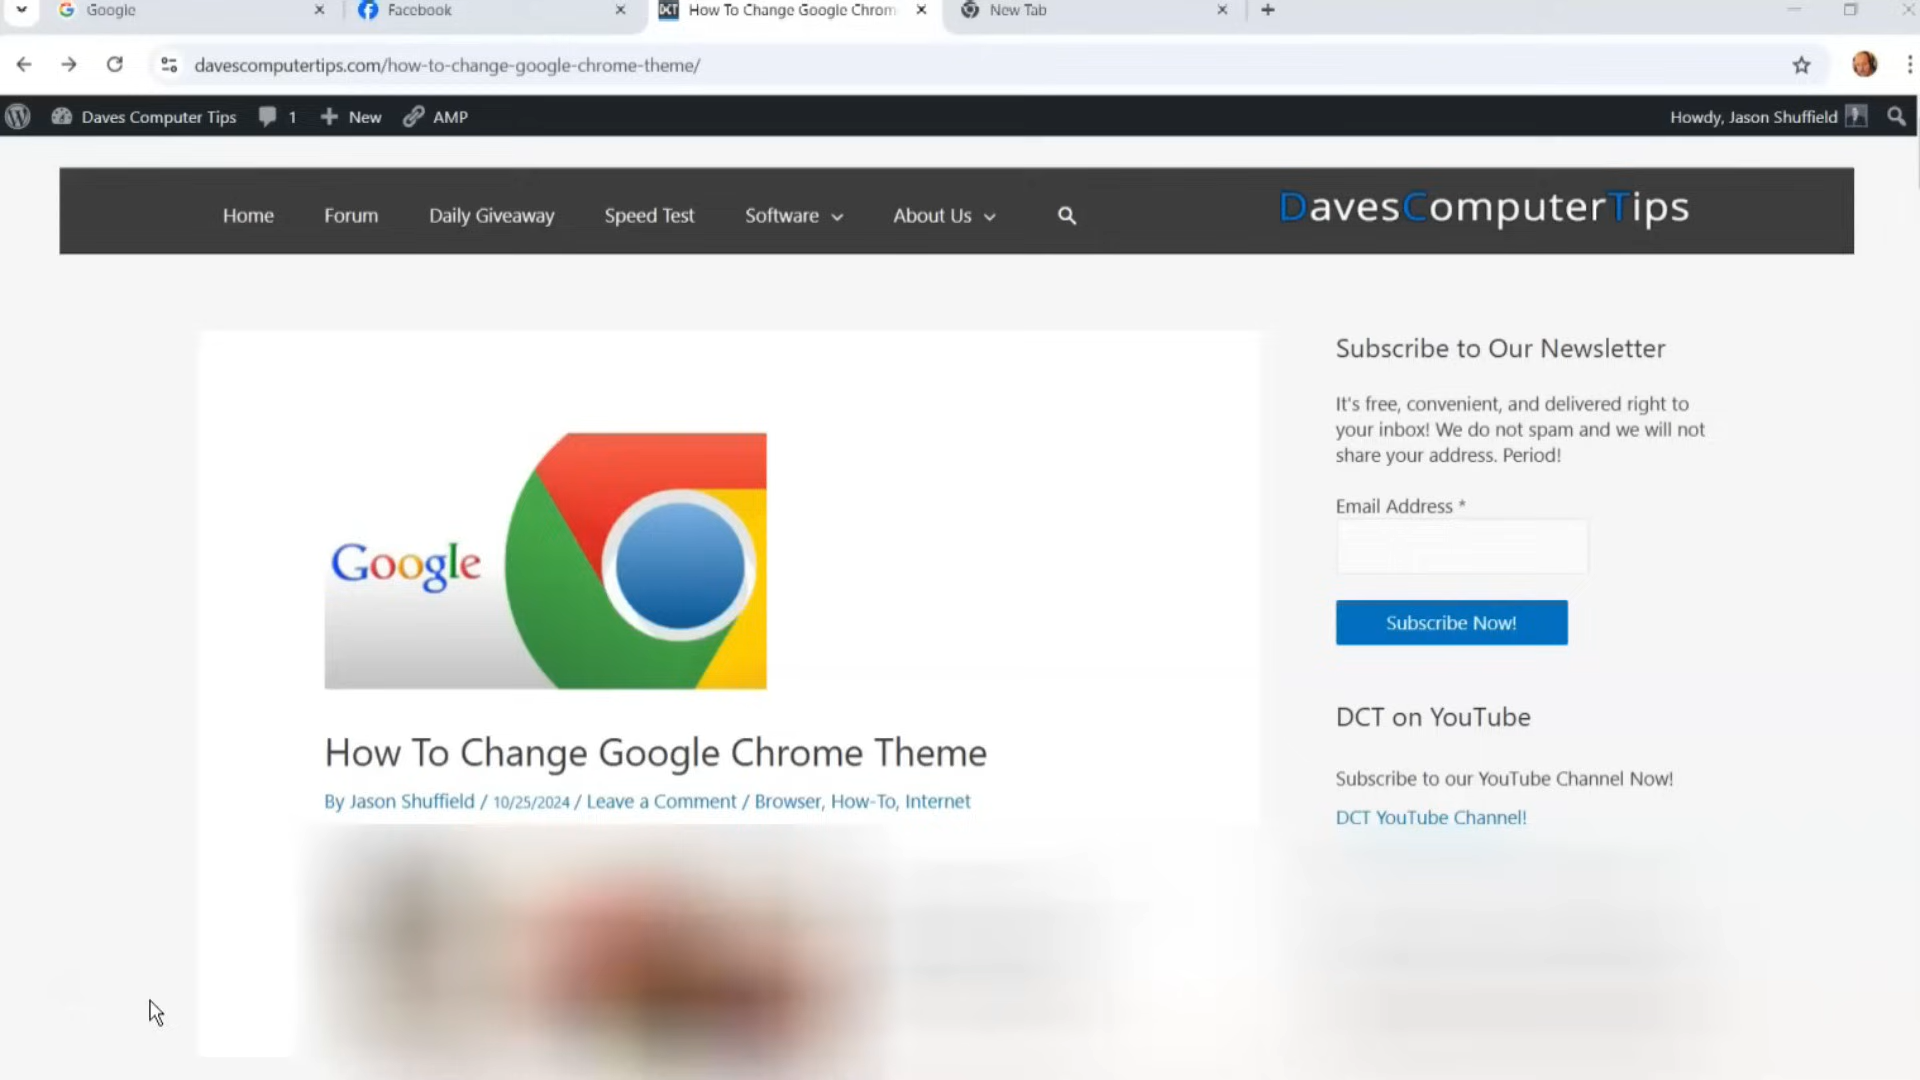 Google
Facebook
How To Change Google Chrom
New Tab
davescomputertips.com/how-to-change-google-chrome-theme/
Daves Computer Tips 1 New AMP
Howdy, Jason Shuffield
Home Forum Daily Giveaway Speed Test Software About Us
DavesComputerTips
Google
How To Change Google Chrome Theme
By Jason Shuffield / 10/25/2024 / Leave a Comment / Browser, How-To, Internet
Subscribe to Our Newsletter
It's free, convenient, and delivered right to
your inbox! We do not spam and we will not
share your address. Period!
Email Address *
Subscribe Now!
DCT on YouTube
Subscribe to our YouTube Channel Now!
DCT YouTube Channel!